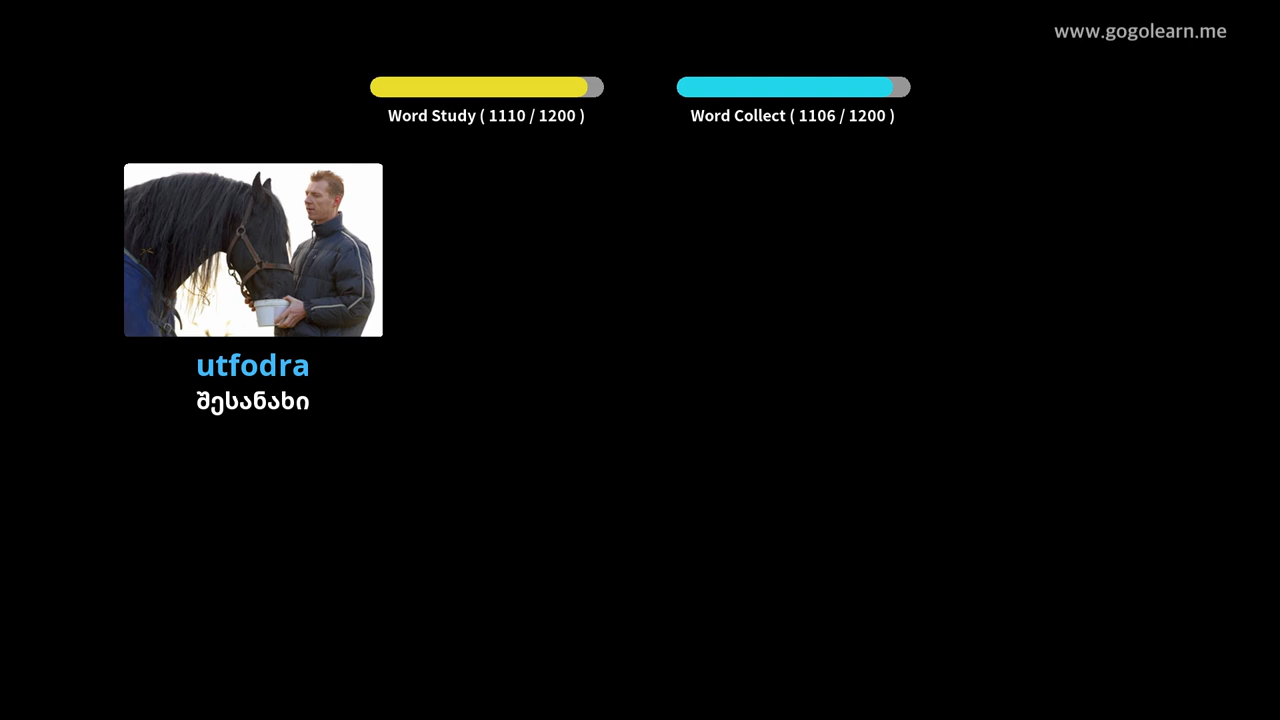 www.gogolearn.me
Word Study ( 1110 / 1200 )
Word Collect ( 1106 / 1200 )
utfodra
შესანახი